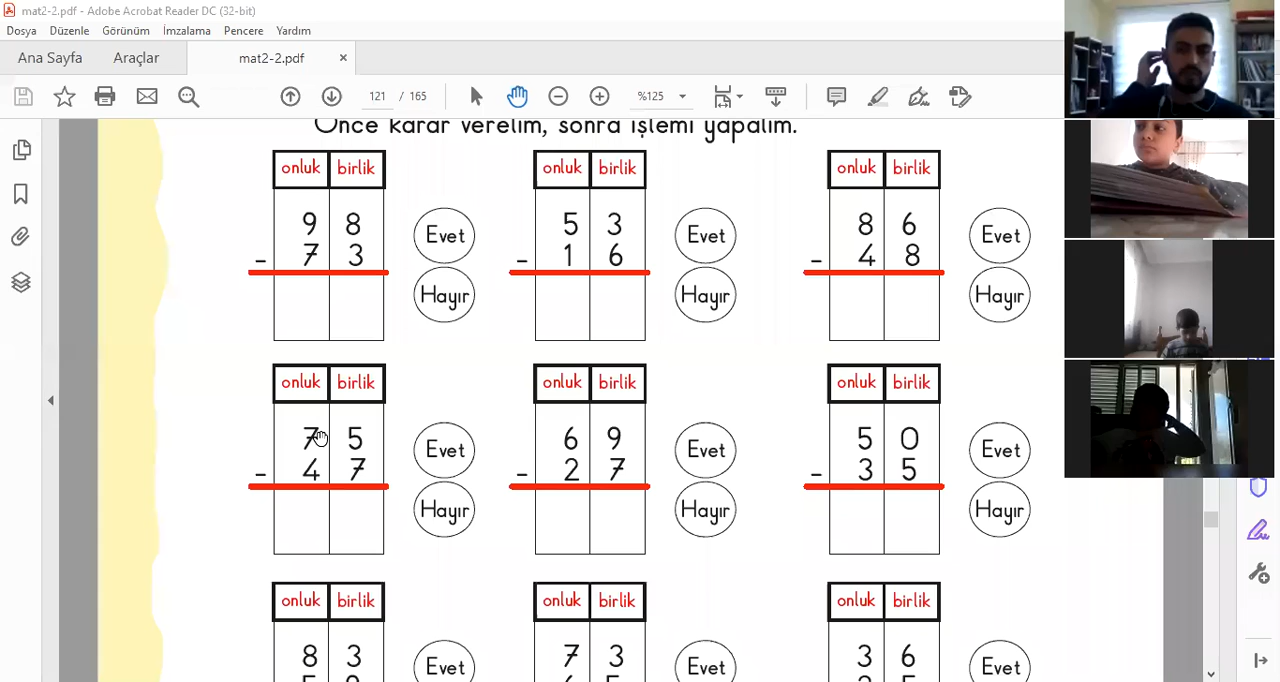 mat2-2.pdf - Adobe Acrobat Reader DC (32-bit)
Dosya Düzenle Görünüm İmzalama Pencere Yardım
Ana Sayfa Araçlar mat2-2.pdf ×
121 / 165 %125
Önce karar verelim, sonra işlemi yapalım.
onluk birlik onluk birlik onluk birlik
9 8 Evet 5 3 Evet 8 6 Evet
- 7 3 - 1 6 - 4 8
Hayır Hayır Hayır
onluk birlik onluk birlik onluk birlik
7 5 Evet 6 9 Evet 5 0 Evet
- 4 7 - 2 7 - 3 5
Hayır Hayır Hayır
onluk birlik onluk birlik onluk birlik
8 3 Evet 7 3 Evet 3 6 Evet